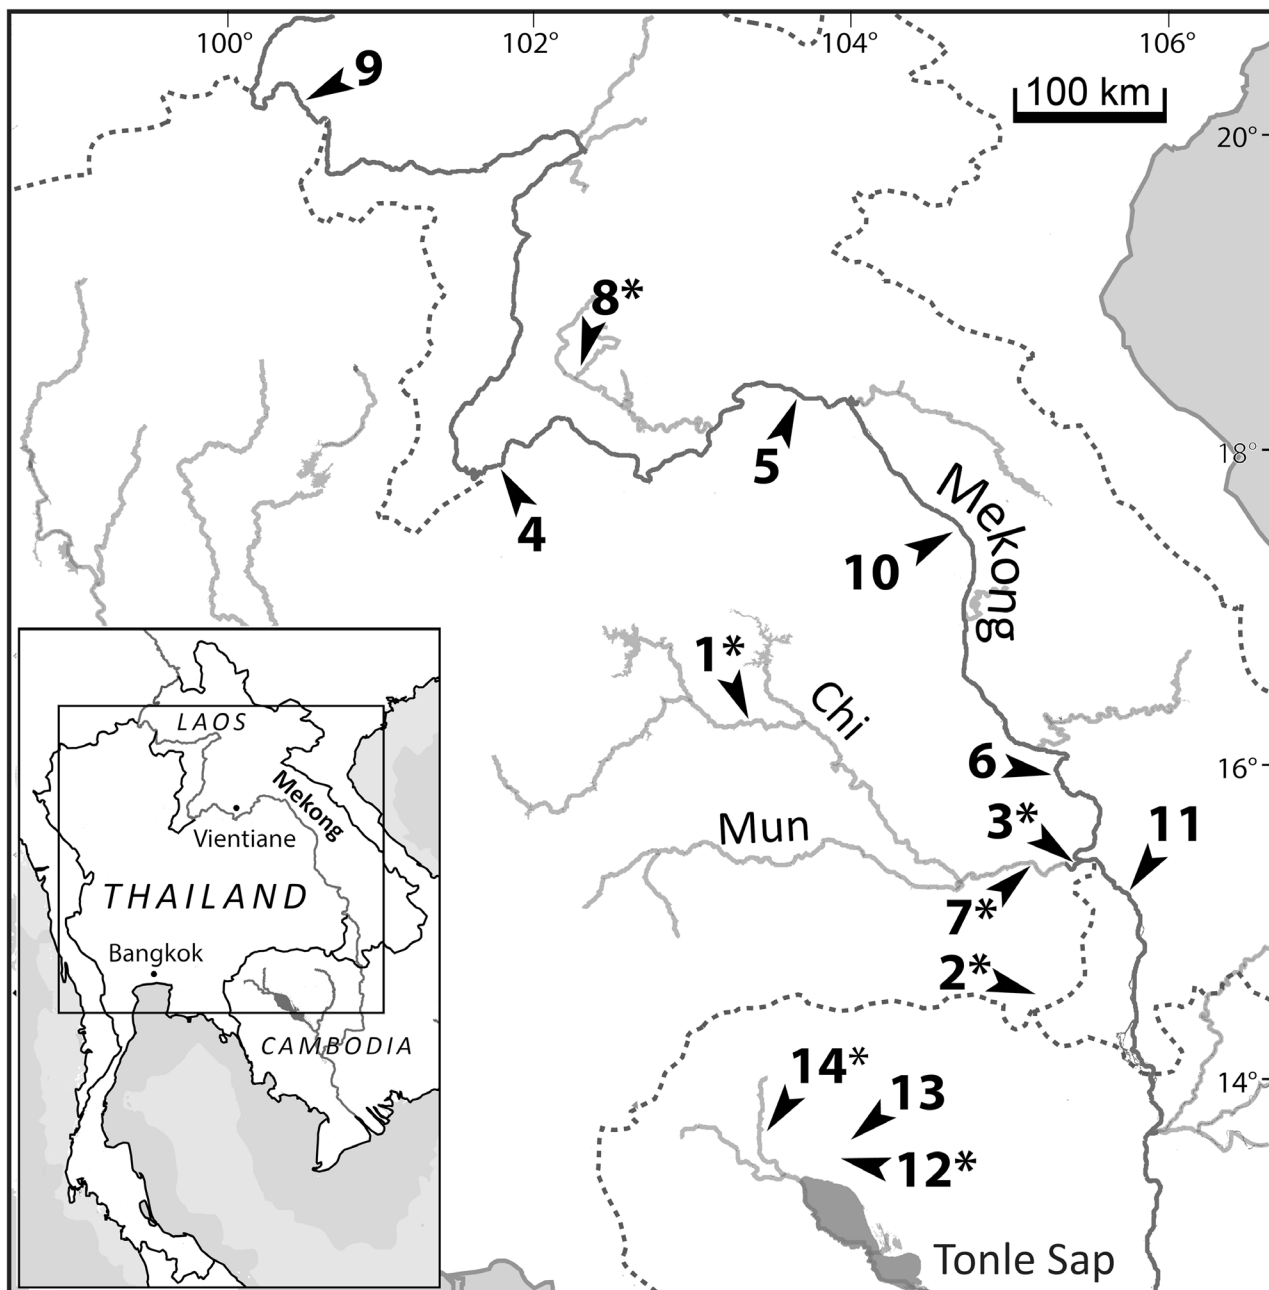 100°
102°
104°
106°
9
100 km
20°
8*
5
18°
4
Mekong
10
1*
Chi
6
16°
3*
11
Mun
7*
2*
14*
13
14°
12*
Tonle Sap
LAOS
Mekong
Vientiane
THAILAND
Bangkok
CAMBODIA